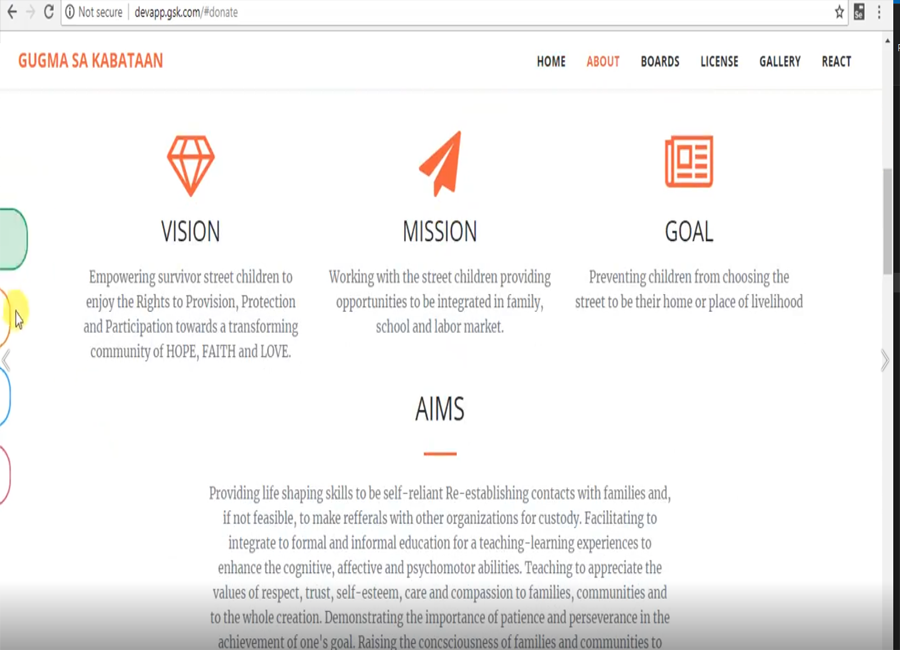 Not secure | devapp.gsk.com/#donate
GUGMA SA KABATAAN
HOME ABOUT BOARDS LICENSE GALLERY REACT
VISION
Empowering survivor street children to
enjoy the Rights to Provision, Protection
and Participation towards a transforming
community of HOPE, FAITH and LOVE.
MISSION
Working with the street children providing
opportunities to be integrated in family,
school and labor market.
GOAL
Preventing children from choosing the
street to be their home or place of livelihood
AIMS
Providing life shaping skills to be self-reliant Re-establishing contacts with families and,
if not feasible, to make refferals with other organizations for custody. Facilitating to
integrate to formal and informal education for a teaching-learning experiences to
enhance the cognitive, affective and psychomotor abilities. Teaching to appreciate the
values of respect, trust, self-esteem, care and compassion to families, communities and
to the whole creation. Demonstrating the importance of patience and perseverance in the
achievement of one's goal. Raising the concsciousness of families and communities to